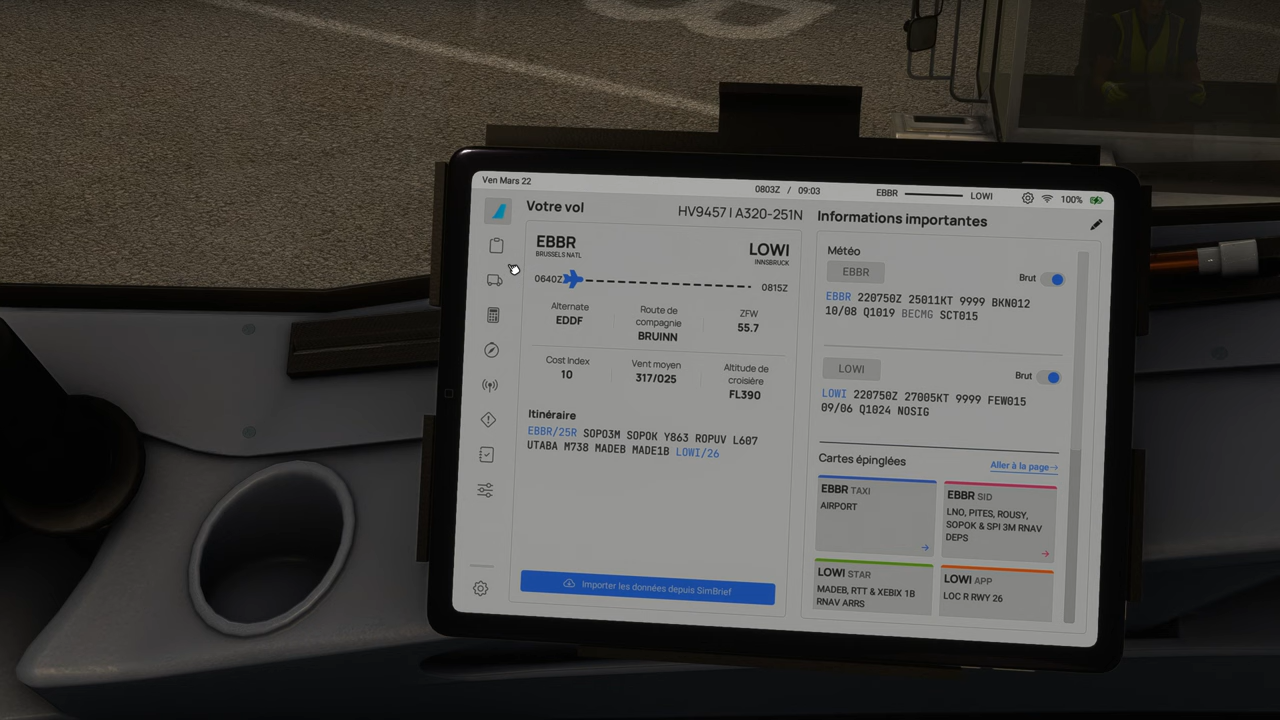 Ven Mars 22
0803Z / 09:03
EBBR
LOWI
100%
Votre vol
HV9457 | A320-251N
EBBR
BRUSSELS NATL
LOWI
INNSBRUCK
0640Z
0815Z
Alternate
EDDF
Route de
compagnie
BRUINN
ZFW
55.7
Cost Index
10
Vent moyen
317/025
Altitude de
croisière
FL390
Itinéraire
EBBR/25R SOPO3M SOPOK Y863 ROPUV L607
UTABA M738 MADEB MADE1B LOWI/26
Importer les données depuis SimBrief
Informations importantes
Météo
EBBR
Brut
EBBR 220750Z 25011KT 9999 BKN012
10/08 Q1019 BECMG SCT015
LOWI
Brut
LOWI 220750Z 27005KT 9999 FEW015
09/06 Q1024 NOSIG
Cartes épinglées
Aller à la page→
EBBR TAXI
AIRPORT
EBBR SID
LNO, PITES, ROUSY,
SOPOK & SPI 3M RNAV
DEPS
LOWI STAR
MADEB, RTT & XEBIX 1B
RNAV ARRS
LOWI APP
LOC R RWY 26